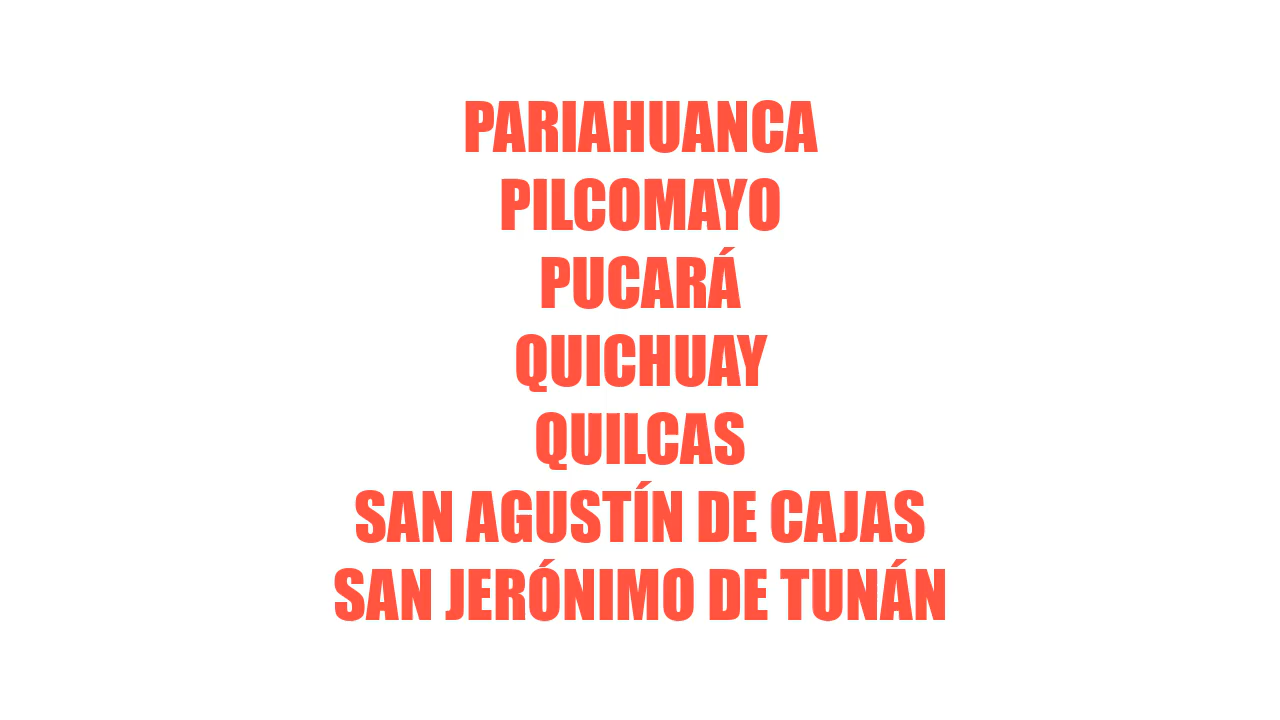 PARIAHUANCA
PILCOMAYO
PUCARÁ
QUICHUAY
QUILCAS
SAN AGUSTÍN DE CAJAS
SAN JERÓNIMO DE TUNÁN